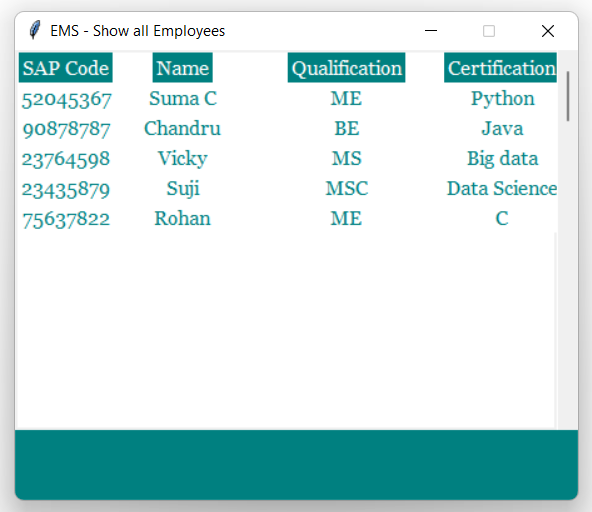 EMS - Show all Employees
SAP Code Name Qualification Certification
52045367 Suma C ME Python
90878787 Chandru BE Java
23764598 Vicky MS Big data
23435879 Suji MSC Data Science
75637822 Rohan ME C